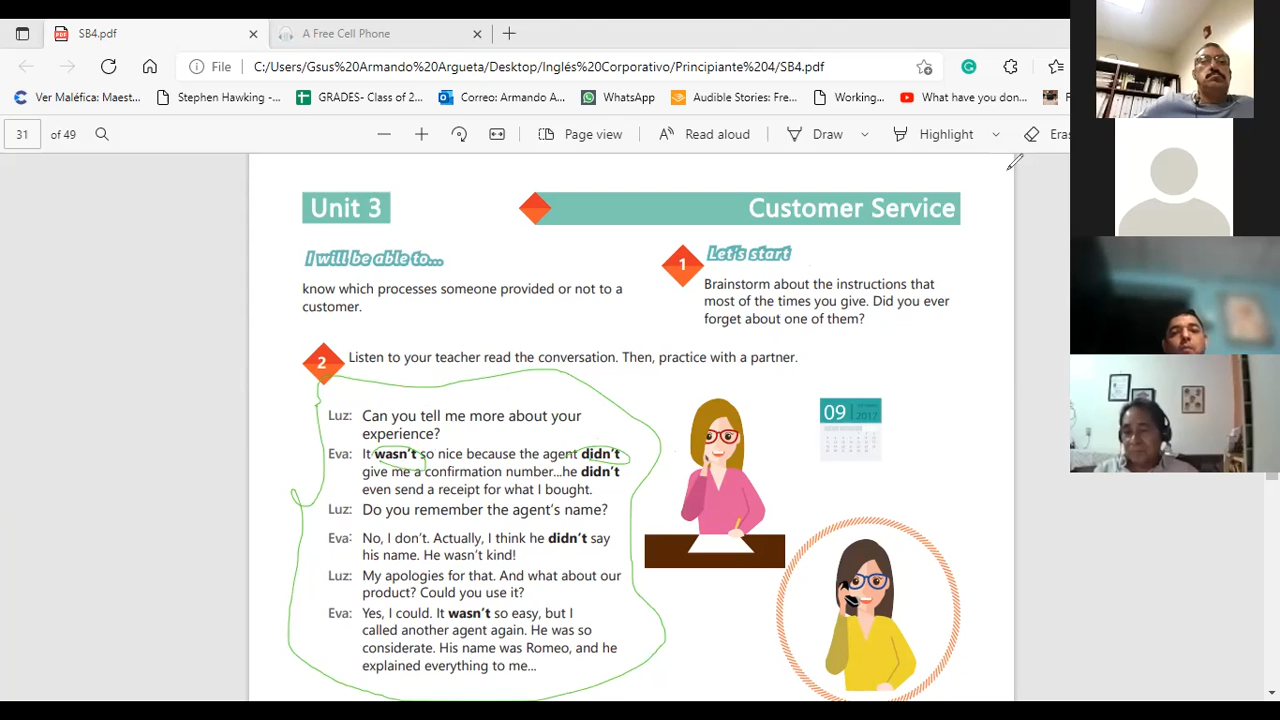 SB4.pdf
A Free Cell Phone
File
C:/Users/Gsus%20Armando%20Argueta/Desktop/Inglés%20Corporativo/Principiante%204/SB4.pdf
Ver Maléfica: Maest...
Stephen Hawking -...
GRADES- Class of 2...
Correo: Armando A...
WhatsApp
Audible Stories: Fre...
Working...
What have you don...
31
of 49
Page view
Read aloud
Draw
Highlight
Eras
Unit 3
Customer Service
I will be able to...
know which processes someone provided or not to a
customer.
1
Let's start
Brainstorm about the instructions that
most of the times you give. Did you ever
forget about one of them?
2
Listen to your teacher read the conversation. Then, practice with a partner.
Luz: Can you tell me more about your
experience?
Eva: It wasn't so nice because the agent didn't
give me a confirmation number...he didn't
even send a receipt for what I bought.
Luz: Do you remember the agent's name?
Eva: No, I don't. Actually, I think he didn't say
his name. He wasn't kind!
Luz: My apologies for that. And what about our
product? Could you use it?
Eva: Yes, I could. It wasn't so easy, but I
called another agent again. He was so
considerate. His name was Romeo, and he
explained everything to me...
09
2017